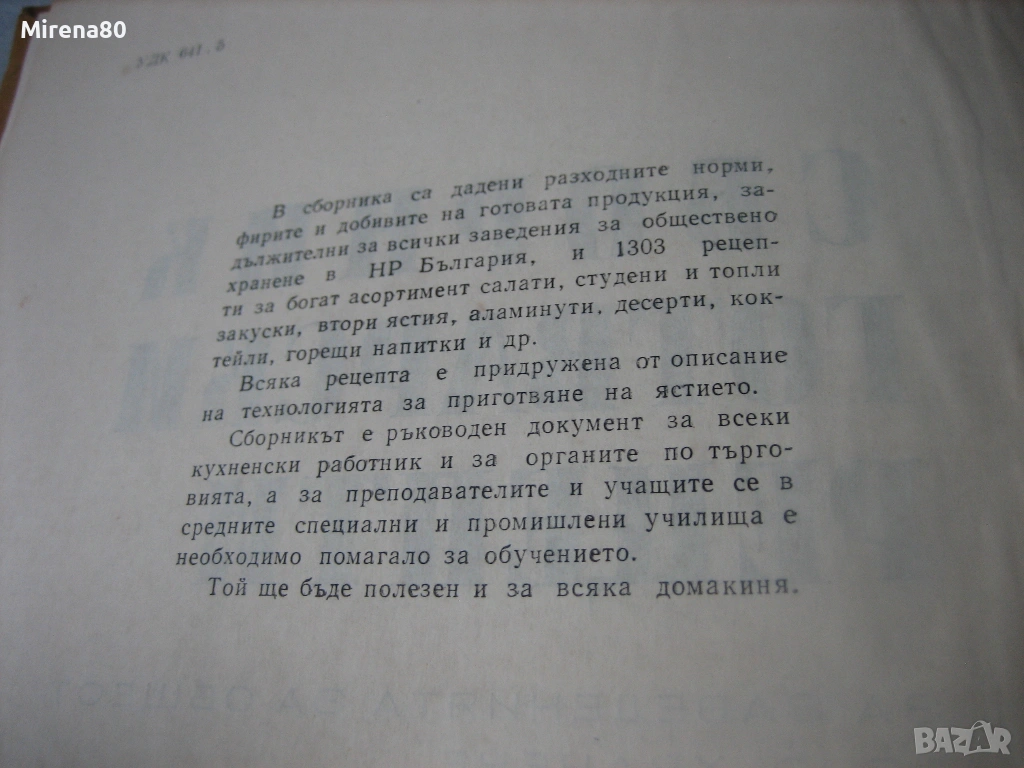 Mirena80
УДК 641.5
В сборника са дадени разходните норми,
фирите и добивите на готовата продукция, за-
дължителни за всички заведения за обществено
хранене в НР България, и 1303 рецеп-
ти за богат асортимент салати, студени и топли
закуски, втори ястия, аламинути, десерти, кок-
тейли, горещи напитки и др.
Всяка рецепта е придружена от описание
на технологията за приготвяне на ястието.
Сборникът е ръководен документ за всеки
кухненски работник и за органите по търго-
вията, а за преподавателите и учащите се в
средните специални и промишлени училища е
необходимо помагало за обучението.
Той ще бъде полезен и за всяка домакиня.
BAZAR